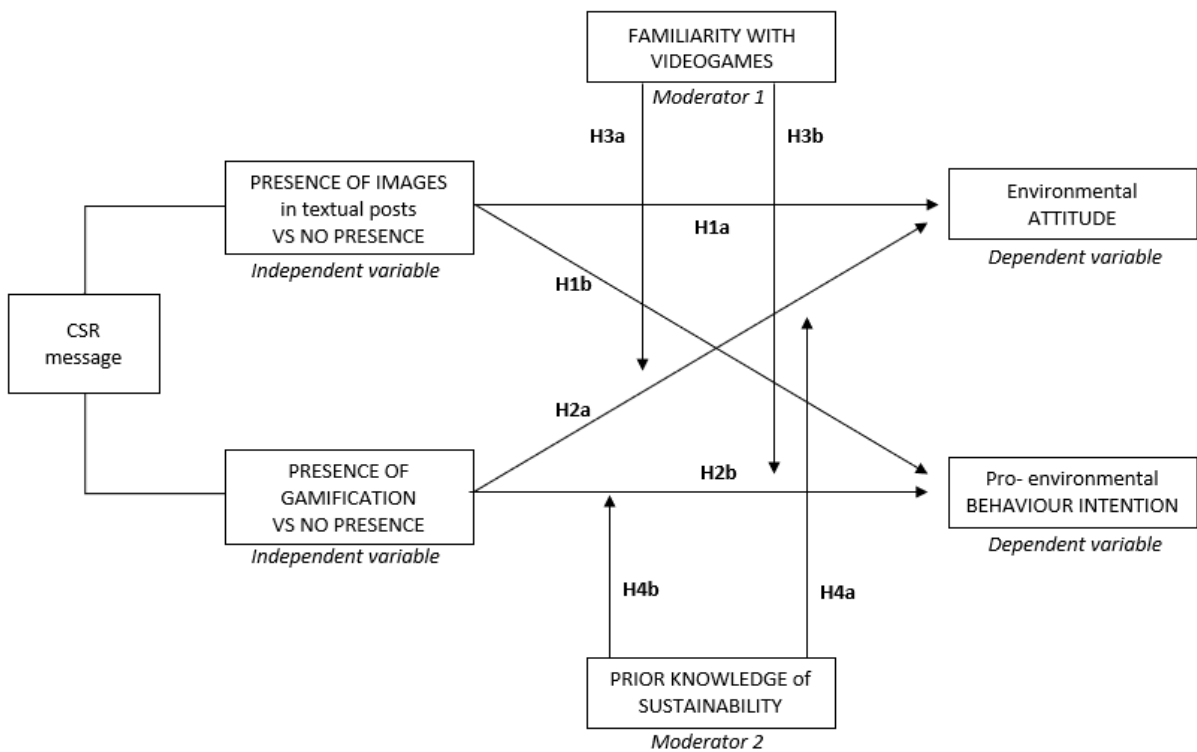 FAMILIARITY WITH
VIDEOGAMES
Moderator 1
H3a
H3b
PRESENCE OF IMAGES
in textual posts
VS NO PRESENCE
Independent variable
Environmental
ATTITUDE
Dependent variable
H1a
H1b
CSR
message
H2a
PRESENCE OF
GAMIFICATION
VS NO PRESENCE
Independent variable
H2b
Pro- environmental
BEHAVIOUR INTENTION
Dependent variable
H4b
H4a
PRIOR KNOWLEDGE of
SUSTAINABILITY
Moderator 2